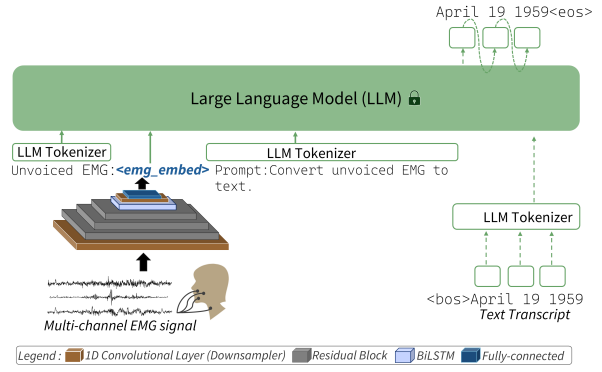 April 19 1959<eos>
Large Language Model (LLM)
LLM Tokenizer
LLM Tokenizer
Unvoiced EMG:<emg_embed> Prompt:Convert unvoiced EMG to
text.
LLM Tokenizer
<bos>April 19 1959
Text Transcript
Multi-channel EMG signal
Legend : 1D Convolutional Layer (Downsampler) Residual Block BiLSTM Fully-connected